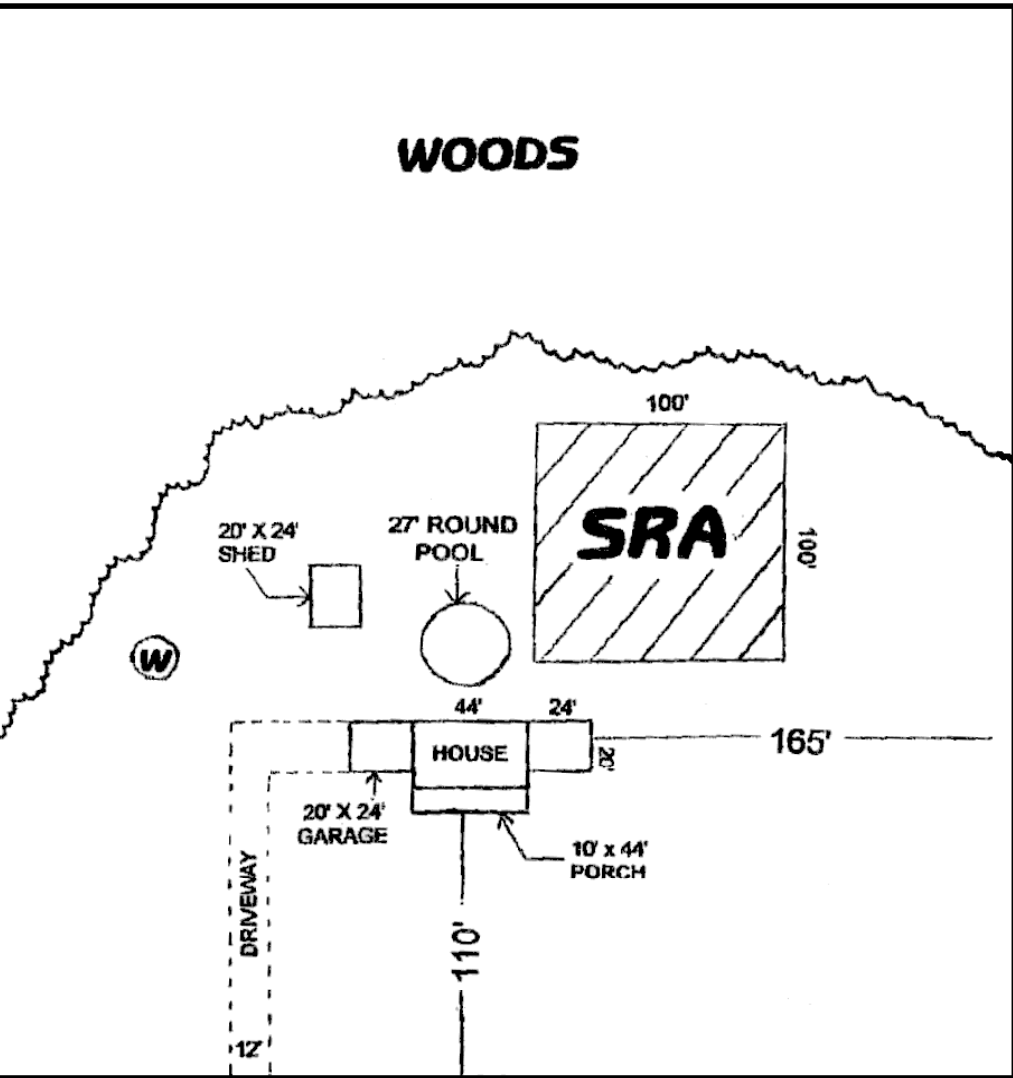 WOODS
100'
SRA
100'
20' X 24'
SHED
27' ROUND
POOL
W
44'
24'
HOUSE
20'
165'
20' X 24'
GARAGE
10' x 44'
PORCH
DRIVEWAY
110'
12'